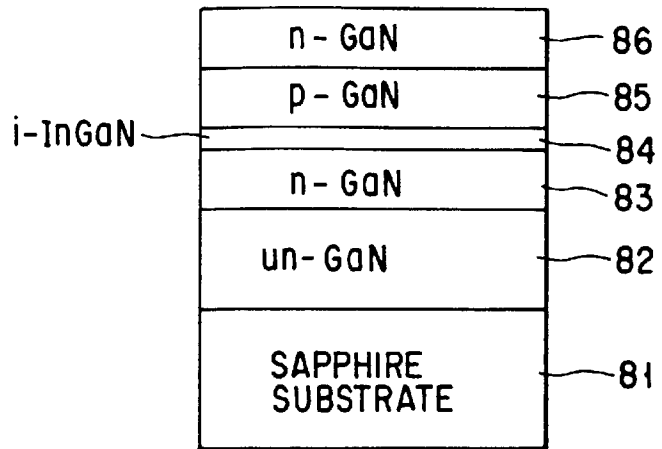 n-GaN 86
p-GaN 85
i-InGaN 84
n-GaN 83
un-GaN 82
SAPPHIRE 81
SUBSTRATE